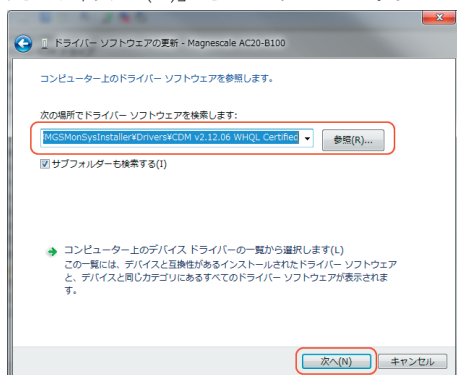 ドライバー ソフトウェアの更新 - Magnescale AC20-B100
コンピューター上のドライバー ソフトウェアを参照します。
次の場所でドライバー ソフトウェアを検索します:
MGSMonSysInstaller¥Drivers¥CDM v2.12.06 WHQL Certified
参照(R)...
サブフォルダーも検索する(I)
コンピューター上のデバイス ドライバーの一覧から選択します(L)
この一覧には、デバイスと互換性があるインストールされたドライバー ソフトウェア
と、デバイスと同じカテゴリにあるすべてのドライバー ソフトウェアが表示されま
す。
次へ(N)
キャンセル